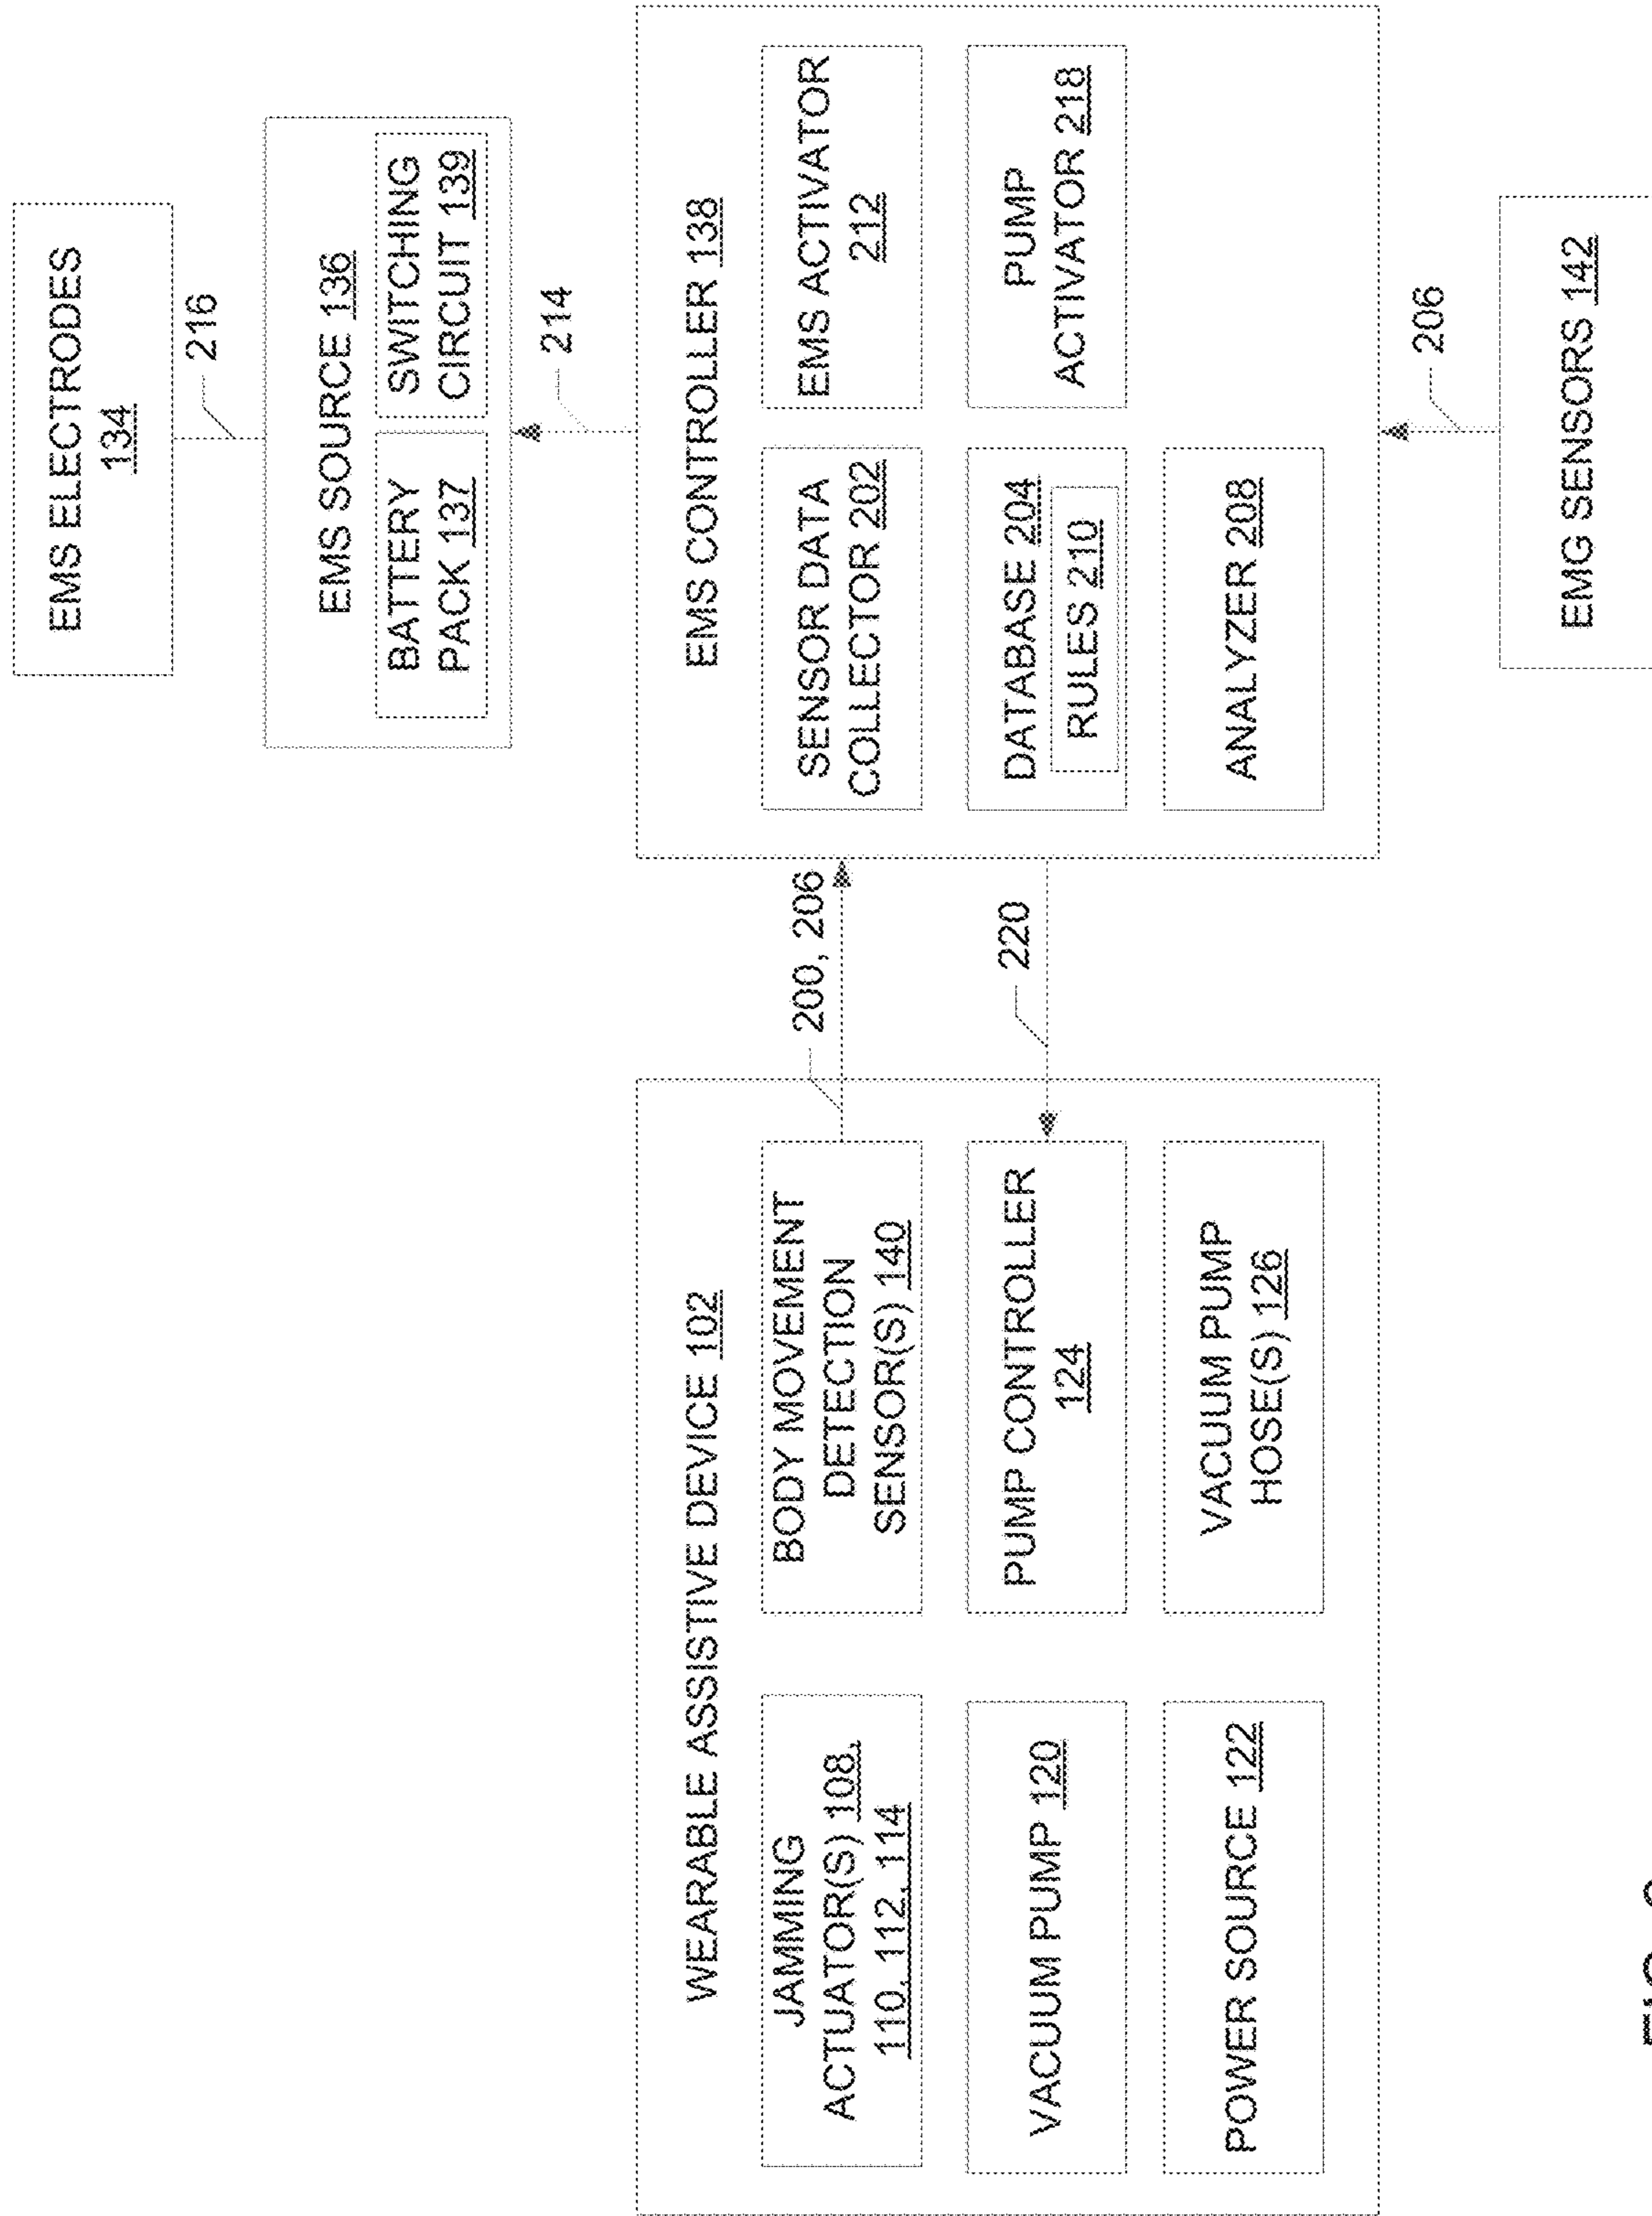 EMS ELECTRODES
134
216
EMS SOURCE 136
BATTERY
PACK 137
SWITCHING
CIRCUIT 139
214
WEARABLE ASSISTIVE DEVICE 102
JAMMING
ACTUATOR(S) 108,
110, 112, 114
BODY MOVEMENT
DETECTION
SENSOR(S) 140
VACUUM PUMP 120
PUMP CONTROLLER
124
POWER SOURCE 122
VACUUM PUMP
HOSE(S) 126
200, 206
220
EMS CONTROLLER 138
SENSOR DATA
COLLECTOR 202
EMS ACTIVATOR
212
DATABASE 204
RULES 210
PUMP
ACTIVATOR 218
ANALYZER 208
206
EMG SENSORS 142
FIG.